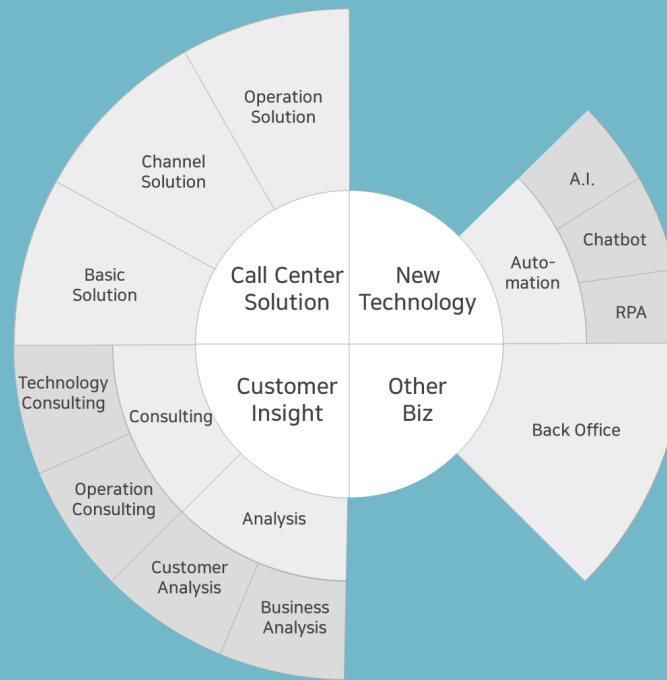 Operation
Solution
Channel
Solution
Basic
Solution
Call Center
Solution
New
Technology
Auto-
mation
A.I.
Chatbot
RPA
Technology
Consulting
Consulting
Customer
Insight
Other
Biz
Back Office
Operation
Consulting
Analysis
Customer
Analysis
Business
Analysis